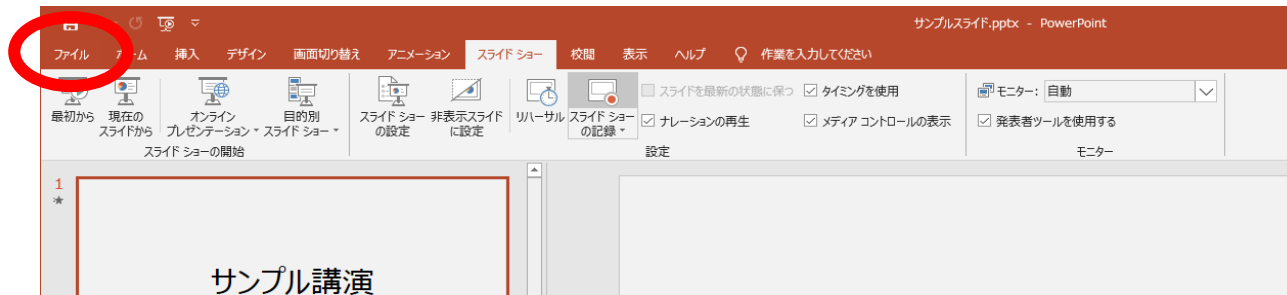 サンプルスライド.pptx - PowerPoint
ファイル ホーム 挿入 デザイン 画面切り替え アニメーション スライド ショー 校閲 表示 ヘルプ 作業を入力してください
最初から 現在の オンライン 目的別 スライド ショー 非表示スライド リハーサル スライド ショー
スライドから プレゼンテーション スライド ショー の設定 に設定 の記録
スライドを最新の状態に保つ タイミングを使用 モニター: 自動
ナレーションの再生 メディア コントロールの表示 発表者ツールを使用する
スライド ショーの開始 設定 モニター
1
サンプル講演